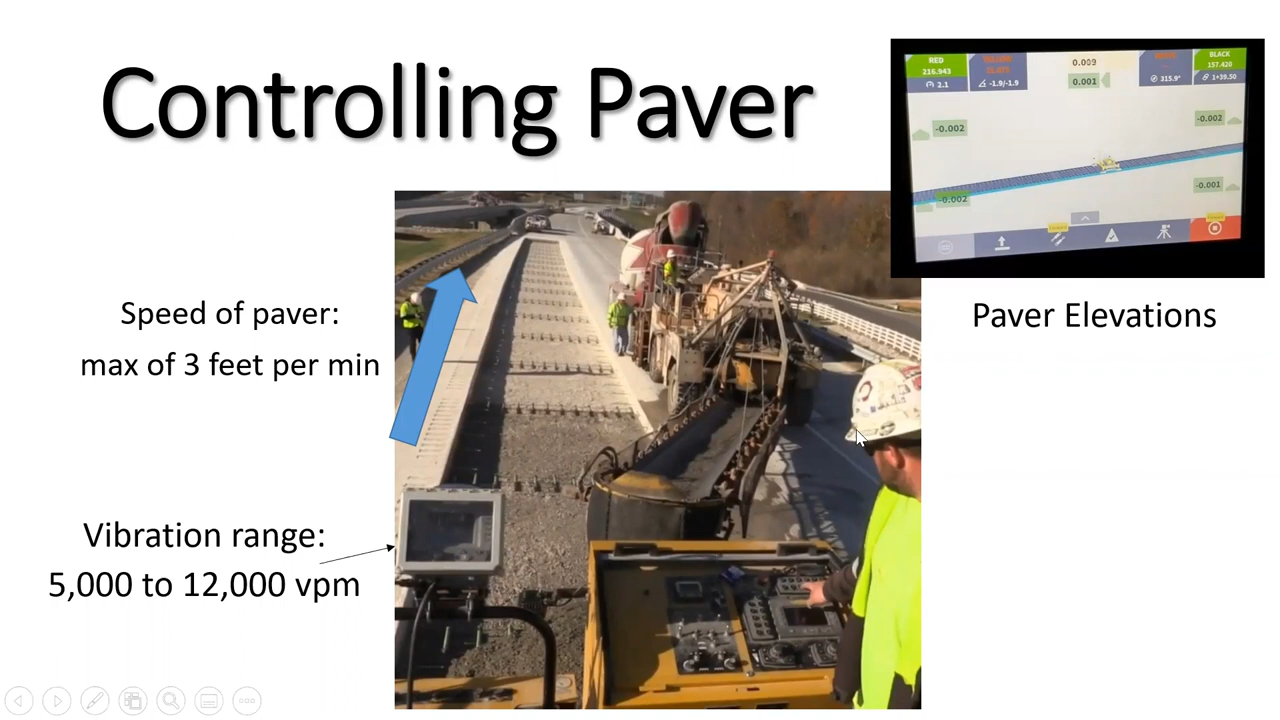 Controlling Paver
RED
216.943
2.1
-1.9/-1.9
0.009
0.001
315.9°
BLACK
157.420
1+39.50
-0.002
-0.002
-0.002
-0.001
Speed of paver:
max of 3 feet per min
Paver Elevations
Vibration range:
5,000 to 12,000 vpm